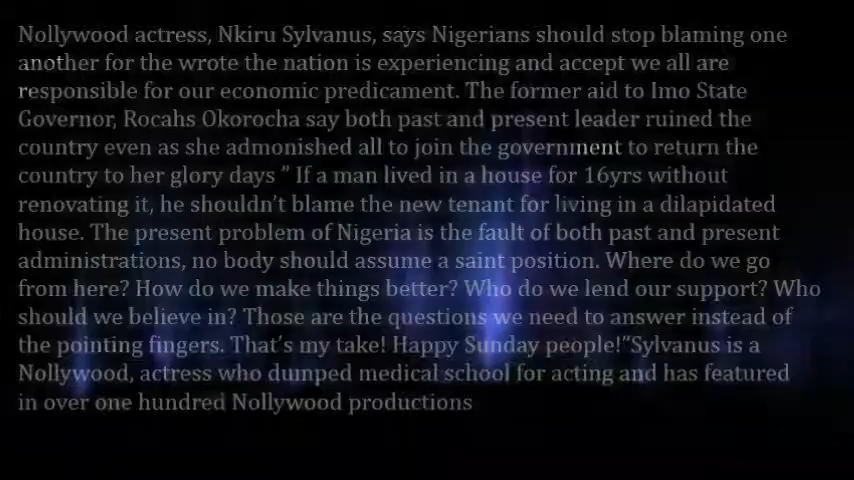 Nollywood actress, Nkiru Sylvanus, says Nigerians should stop blaming one
another for the wrote the nation is experiencing and accept we all are
responsible for our economic predicament. The former aid to Imo State
Governor, Rocahs Okorocha say both past and present leader ruined the
country even as she admonished all to join the government to return the
country to her glory days " If a man lived in a house for 16yrs without
renovating it, he shouldn't blame the new tenant for living in a dilapidated
house. The present problem of Nigeria is the fault of both past and present
administrations, no body should assume a saint position. Where do we go
from here? How do we make things better? Who do we lend our support? Who
should we believe in? Those are the questions we need to answer instead of
the pointing fingers. That's my take! Happy Sunday people!"Sylvanus is a
Nollywood, actress who dumped medical school for acting and has featured
in over one hundred Nollywood productions